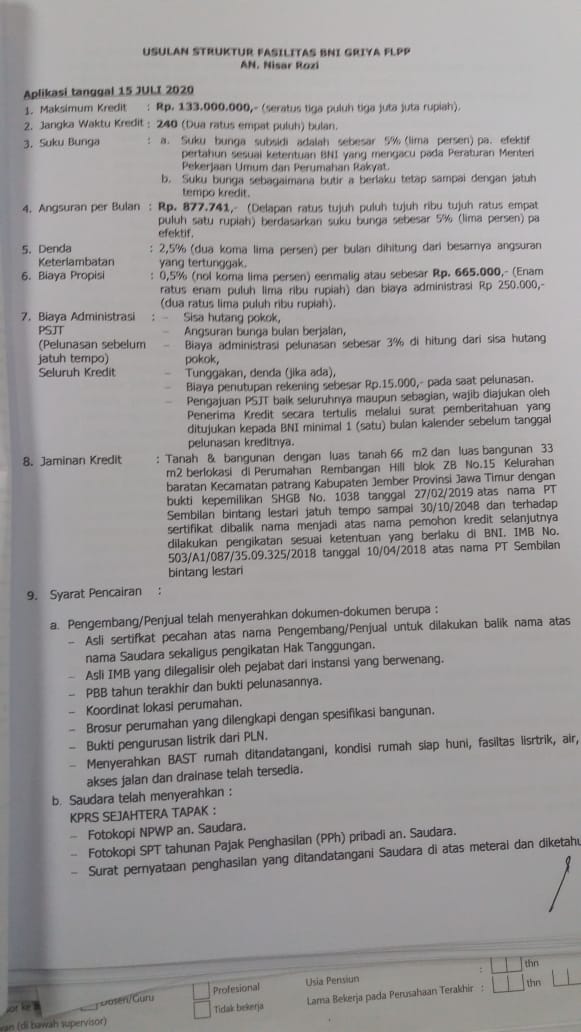 USULAN STRUKTUR FASILITAS BNI GRIYA FLPP
AN. Nisar Rozi
Aplikasi tanggal 15 JULI 2020
1. Maksimum Kredit : Rp. 133.000.000,- (seratus tiga puluh tiga juta juta rupiah).
2. Jangka Waktu Kredit : 240 (Dua ratus empat puluh) bulan.
3. Suku Bunga : a. Suku bunga subsidi adalah sebesar 5% (lima persen) pa. efektif
pertahun sesuai ketentuan BNI yang mengacu pada Peraturan Menteri
Pekerjaan Umum dan Perumahan Rakyat.
b. Suku bunga sebagaimana butir a berlaku tetap sampai dengan jatuh
tempo kredit.
4. Angsuran per Bulan : Rp. 877.741,- (Delapan ratus tujuh puluh tujuh ribu tujuh ratus empat
puluh satu rupiah) berdasarkan suku bunga sebesar 5% (lima persen) pa
efektif.
5. Denda : 2,5% (dua koma lima persen) per bulan dihitung dari besarnya angsuran
Keterlambatan yang tertunggak.
6. Biaya Propisi : 0,5% (nol koma lima persen) eenmalig atau sebesar Rp. 665.000,- (Enam
ratus enam puluh lima ribu rupiah) dan biaya administrasi Rp 250.000,-
(dua ratus lima puluh ribu rupiah).
7. Biaya Administrasi : – Sisa hutang pokok,
PSJT – Angsuran bunga bulan berjalan,
(Pelunasan sebelum – Biaya administrasi pelunasan sebesar 3% di hitung dari sisa hutang
jatuh tempo) pokok,
Seluruh Kredit – Tunggakan, denda (jika ada),
– Biaya penutupan rekening sebesar Rp.15.000,- pada saat pelunasan.
– Pengajuan PSJT baik seluruhnya maupun sebagian, wajib diajukan oleh
Penerima Kredit secara tertulis melalui surat pemberitahuan yang
ditujukan kepada BNI minimal 1 (satu) bulan kalender sebelum tanggal
pelunasan kreditnya.
8. Jaminan Kredit : Tanah & bangunan dengan luas tanah 66 m2 dan luas bangunan 33
m2 berlokasi di Perumahan Rembangan Hill blok ZB No.15 Kelurahan
baratan Kecamatan patrang Kabupaten Jember Provinsi Jawa Timur dengan
bukti kepemilikan SHGB No. 1038 tanggal 27/02/2019 atas nama PT
Sembilan bintang lestari jatuh tempo sampai 30/10/2048 dan terhadap
sertifikat dibalik nama menjadi atas nama pemohon kredit selanjutnya
dilakukan pengikatan sesuai ketentuan yang berlaku di BNI. IMB No.
503/A1/087/35.09.325/2018 tanggal 10/04/2018 atas nama PT Sembilan
bintang lestari
9. Syarat Pencairan :
a. Pengembang/Penjual telah menyerahkan dokumen-dokumen berupa :
– Asli sertifkat pecahan atas nama Pengembang/Penjual untuk dilakukan balik nama atas
nama Saudara sekaligus pengikatan Hak Tanggungan.
– Asli IMB yang dilegalisir oleh pejabat dari instansi yang berwenang.
– PBB tahun terakhir dan bukti pelunasannya.
– Koordinat lokasi perumahan.
– Brosur perumahan yang dilengkapi dengan spesifikasi bangunan.
– Bukti pengurusan listrik dari PLN.
– Menyerahkan BAST rumah ditandatangani, kondisi rumah siap huni, fasiltas lisrtrik, air,
akses jalan dan drainase telah tersedia.
b. Saudara telah menyerahkan :
KPRS SEJAHTERA TAPAK :
– Fotokopi NPWP an. Saudara.
– Fotokopi SPT tahunan Pajak Penghasilan (PPh) pribadi an. Saudara.
– Surat pernyataan penghasilan yang ditandatangani Saudara di atas meterai dan diketahu
Dosen/Guru Profesional Usia Pensiun : thn
Tidak bekerja Lama Bekerja pada Perusahaan Terakhir : thn
(di bawah supervisor)